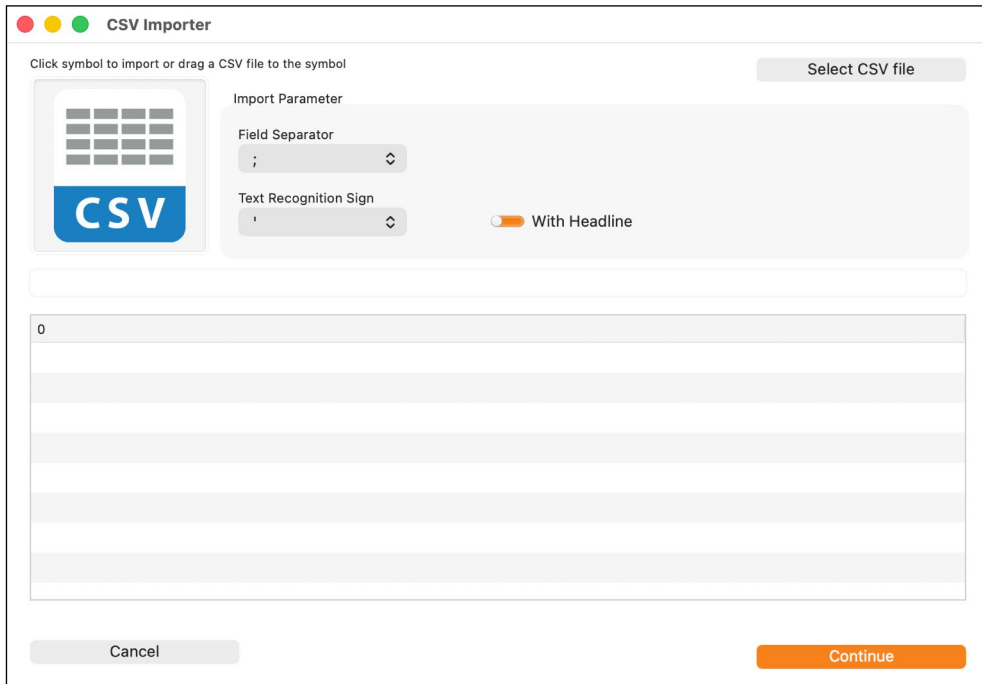 CSV Importer
Click symbol to import or drag a CSV file to the symbol
Select CSV file
CSV
Import Parameter
Field Separator
;
Text Recognition Sign
'
With Headline
0
Cancel
Continue